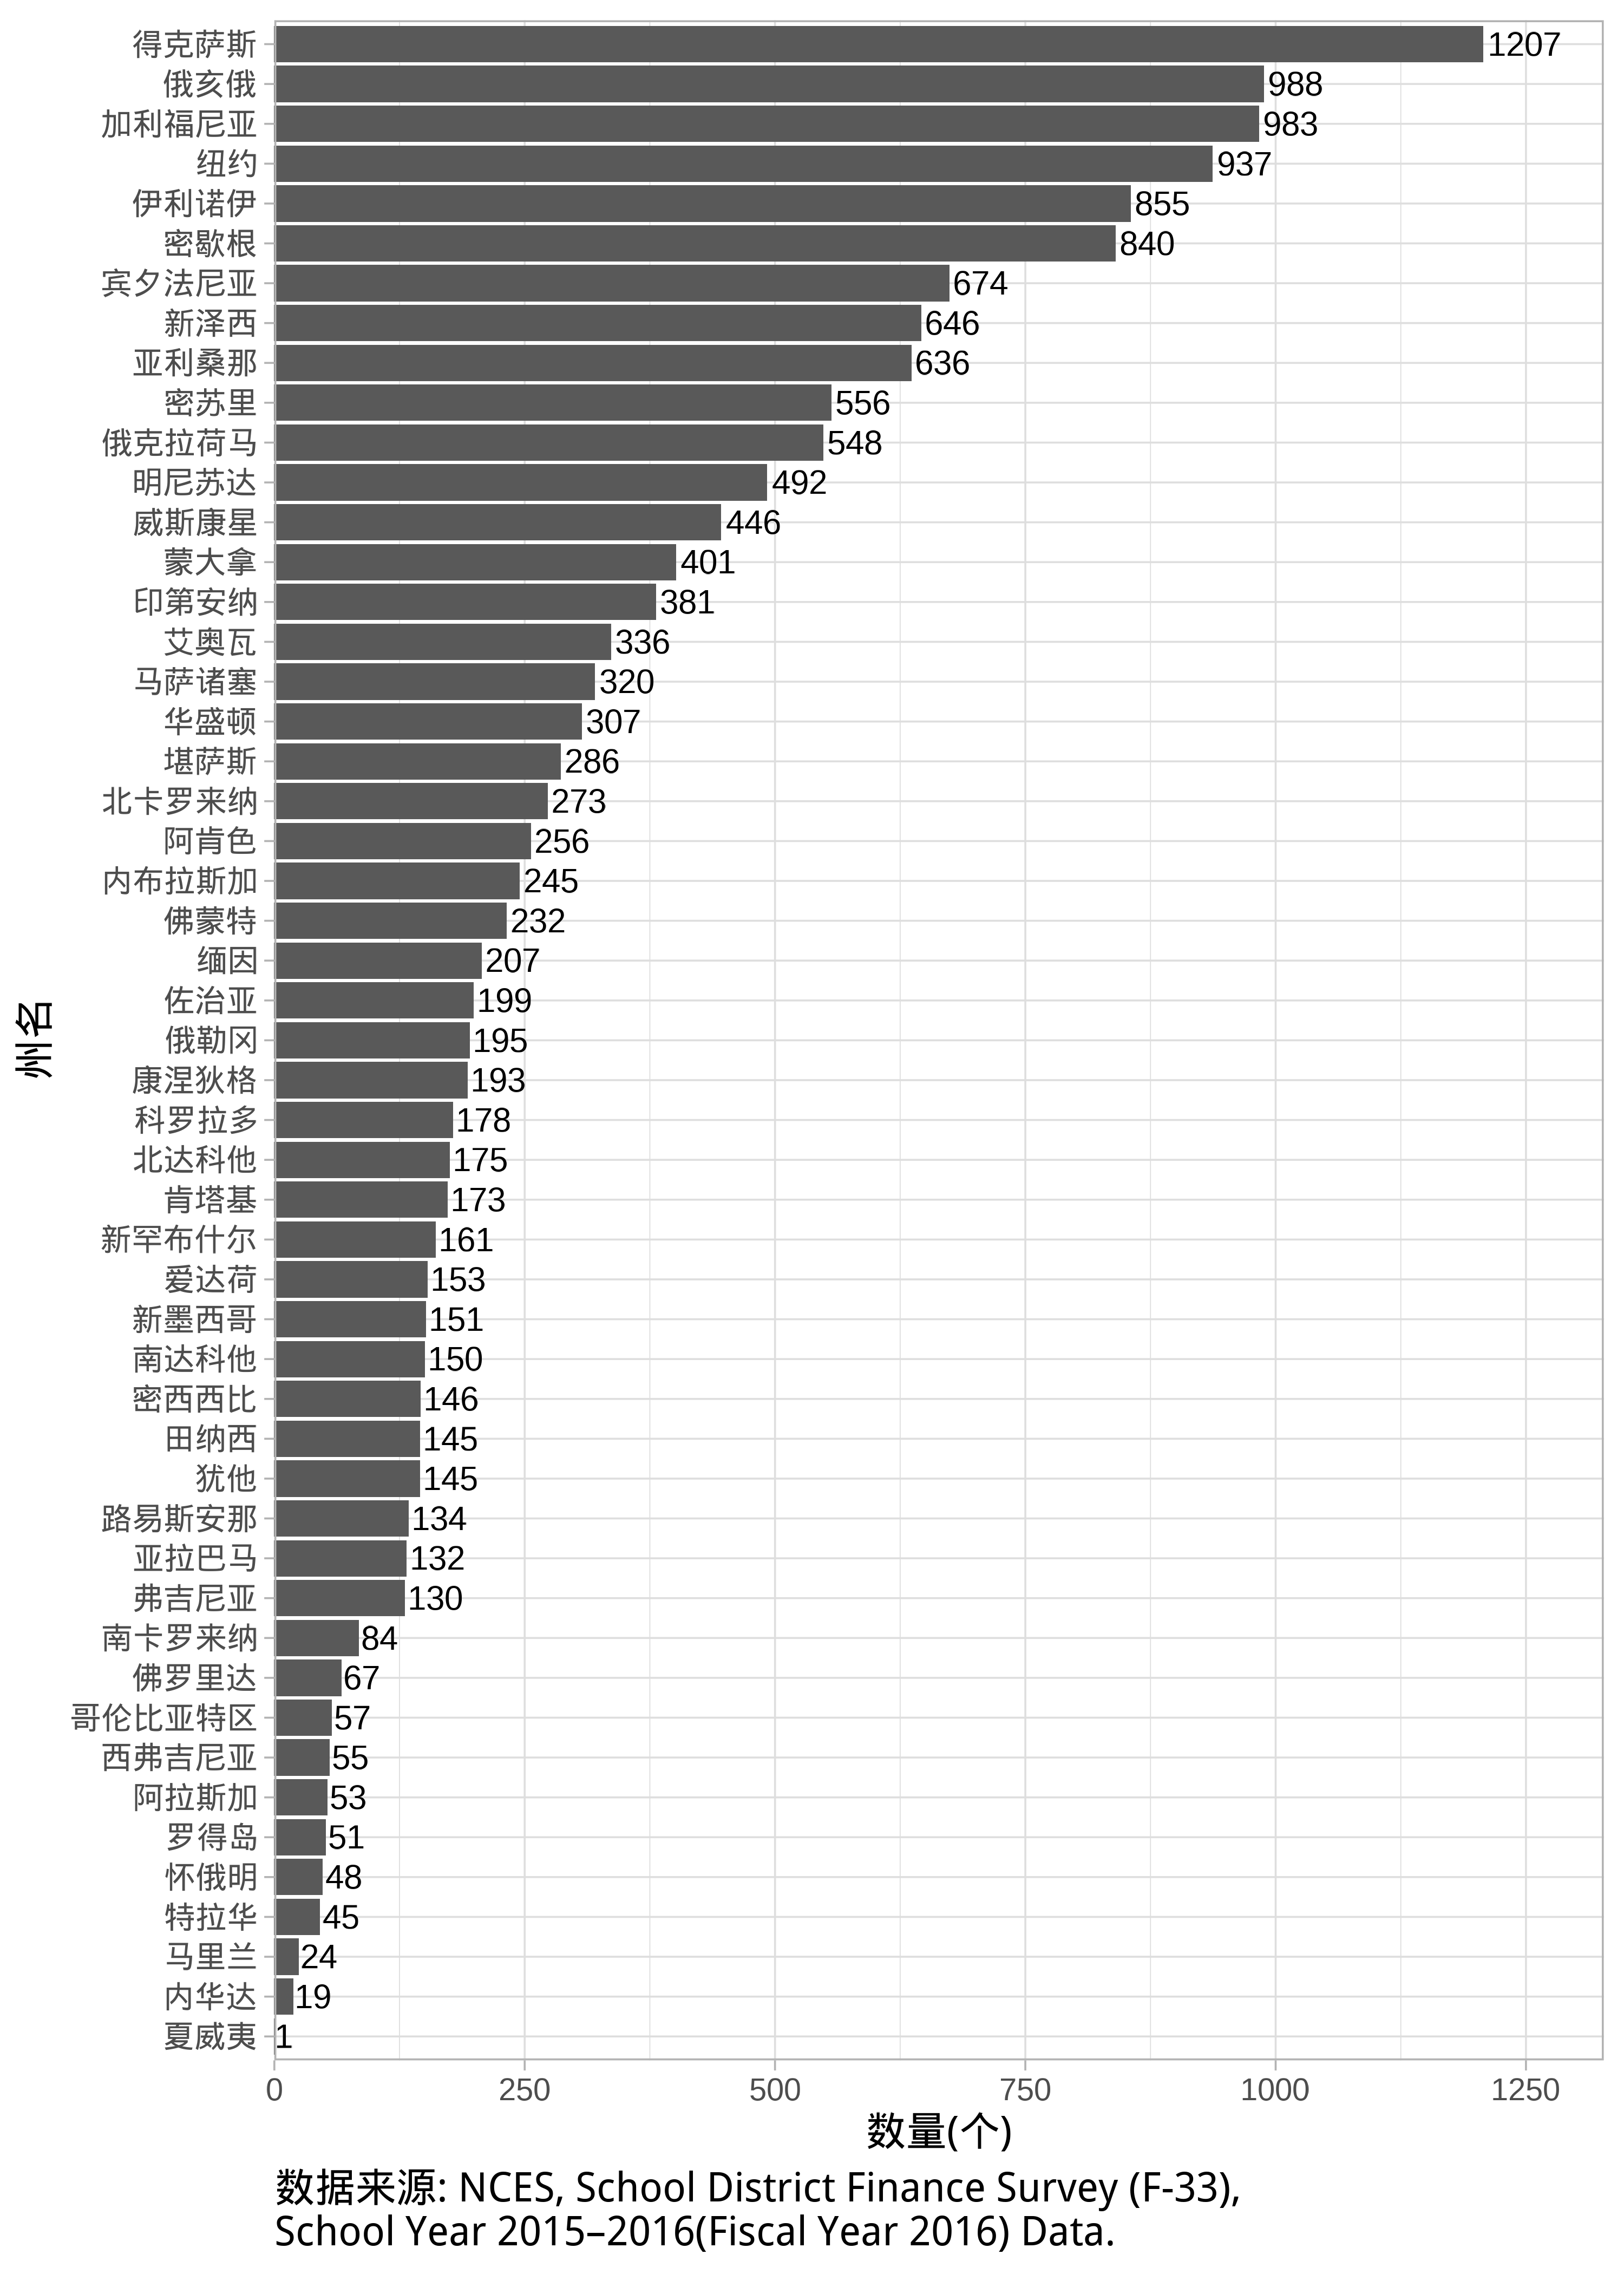 得克萨斯 1207
俄亥俄 988
加利福尼亚 983
纽约 937
伊利诺伊 855
密歇根 840
宾夕法尼亚 674
新泽西 646
亚利桑那 636
密苏里 556
俄克拉荷马 548
明尼苏达 492
威斯康星 446
蒙大拿 401
印第安纳 381
艾奥瓦 336
马萨诸塞 320
华盛顿 307
堪萨斯 286
北卡罗来纳 273
阿肯色 256
内布拉斯加 245
佛蒙特 232
缅因 207
佐治亚 199
俄勒冈 195
康涅狄格 193
科罗拉多 178
北达科他 175
肯塔基 173
新罕布什尔 161
爱达荷 153
新墨西哥 151
南达科他 150
密西西比 146
田纳西 145
犹他 145
路易斯安那 134
亚拉巴马 132
弗吉尼亚 130
南卡罗来纳 84
佛罗里达 67
哥伦比亚特区 57
西弗吉尼亚 55
阿拉斯加 53
罗得岛 51
怀俄明 48
特拉华 45
马里兰 24
内华达 19
夏威夷 1
州名
0 250 500 750 1000 1250
数量(个)
数据来源: NCES, School District Finance Survey (F-33),
School Year 2015–2016(Fiscal Year 2016) Data.